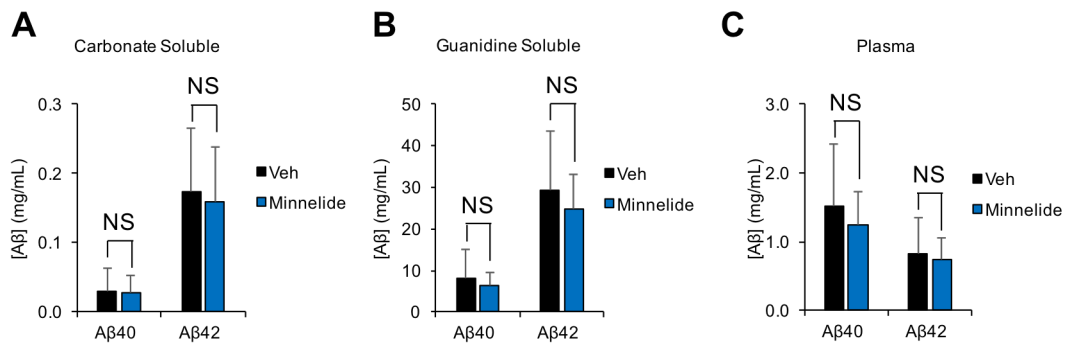 A
Carbonate Soluble
[Aβ] (mg/mL)
0.3
0.2
0.1
0.0
NS
NS
Aβ40
Aβ42
Veh
Minnelide
B
Guanidine Soluble
[Aβ] (mg/mL)
50
40
30
20
10
0
NS
NS
Aβ40
Aβ42
Veh
Minnelide
C
Plasma
[Aβ] (mg/mL)
3.0
2.0
1.0
0.0
NS
NS
Aβ40
Aβ42
Veh
Minnelide